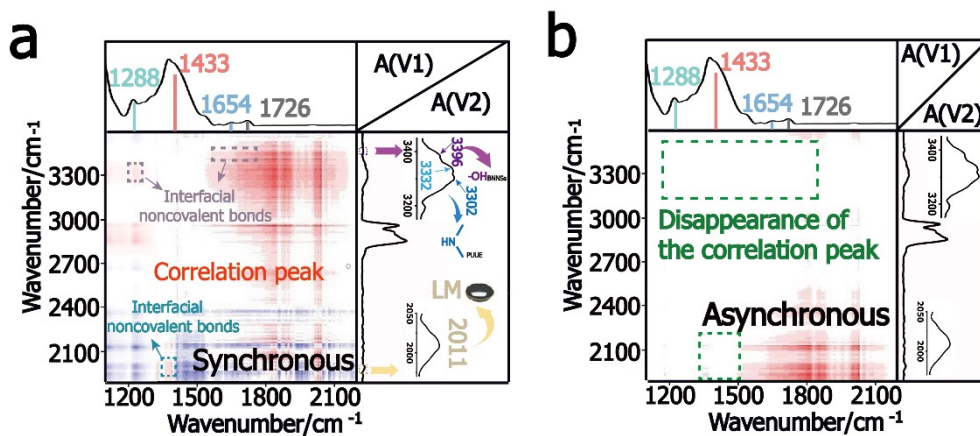 a
1288
1433
1654
1726
A(V1)
A(V2)
Wavenumber/cm-1
3300
3000
2700
2400
2100
Interfacial
noncovalent bonds
Correlation peak
Interfacial
noncovalent bonds
Synchronous
3400
3200
3396
3332
3302
-OHBNNSs
HN
PUUE
LM
2011
2050
2000
1200
1500
1800
2100
Wavenumber/cm -1
b
1288
1433
1654
1726
A(V1)
A(V2)
Wavenumber/cm-1
3300
3000
2700
2400
2100
Disappearance of
the correlation peak
Asynchronous
3400
3200
2050
2000
1200
1500
1800
2100
Wavenumber/cm -1